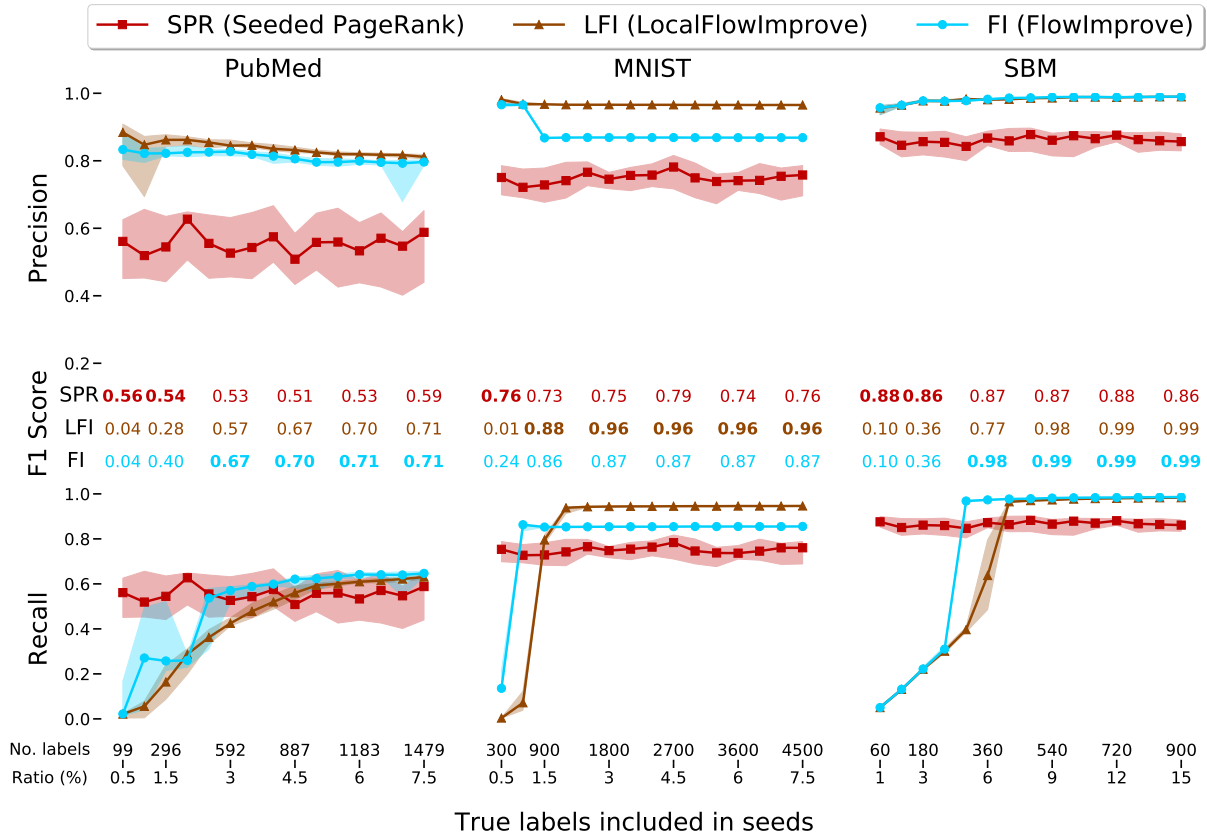 SPR (Seeded PageRank) LFI (LocalFlowImprove) FI (FlowImprove)
PubMed MNIST SBM
Precision
1.0
0.8
0.6
0.4
0.2
F1 Score
SPR 0.56 0.54 0.53 0.51 0.53 0.59 0.76 0.73 0.75 0.79 0.74 0.76 0.88 0.86 0.87 0.87 0.88 0.86
LFI 0.04 0.28 0.57 0.67 0.70 0.71 0.01 0.88 0.96 0.96 0.96 0.96 0.10 0.36 0.77 0.98 0.99 0.99
FI 0.04 0.40 0.67 0.70 0.71 0.71 0.24 0.86 0.87 0.87 0.87 0.87 0.10 0.36 0.98 0.99 0.99 0.99
Recall
1.0
0.8
0.6
0.4
0.2
0.0
No. labels 99 296 592 887 1183 1479 300 900 1800 2700 3600 4500 60 180 360 540 720 900
Ratio (%) 0.5 1.5 3 4.5 6 7.5 0.5 1.5 3 4.5 6 7.5 1 3 6 9 12 15
True labels included in seeds